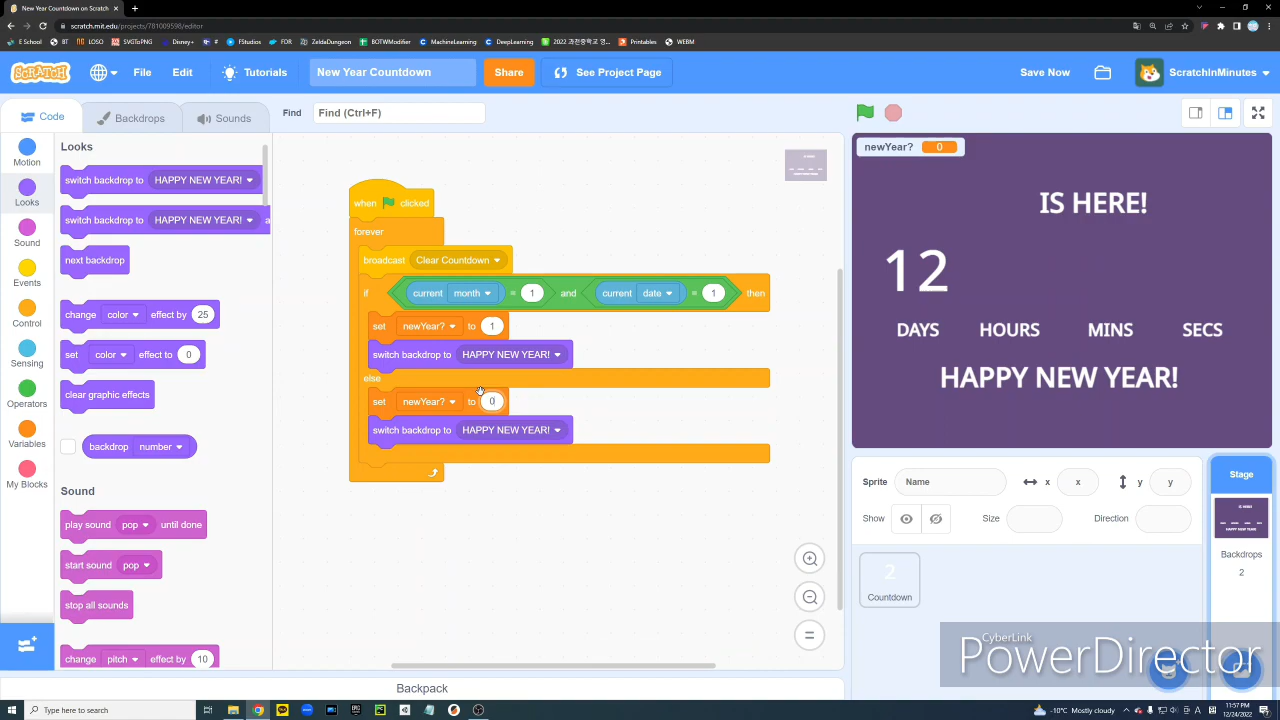 New Year Countdown on Scratch
scratch.mit.edu/projects/781009598/editor
E School BT LOSO SVGToPNG Disney+ # FStudios FDR ZeldaDungeon BOTWModifier MachineLearning DeepLearning 2022 과천중학교 영... Printables WEBM
SCRATCH File Edit Tutorials New Year Countdown Share See Project Page Save Now ScratchInMinutes
Code Backdrops Sounds Find Find (Ctrl+F)
Motion
Looks
Sound
Events
Control
Sensing
Operators
Variables
My Blocks
Looks
switch backdrop to HAPPY NEW YEAR!
switch backdrop to HAPPY NEW YEAR! a
next backdrop
change color effect by 25
set color effect to 0
clear graphic effects
backdrop number
Sound
play sound pop until done
start sound pop
stop all sounds
change pitch effect by 10
when clicked
forever
broadcast Clear Countdown
if current month = 1 and current date = 1 then
set newYear? to 1
switch backdrop to HAPPY NEW YEAR!
else
set newYear? to 0
switch backdrop to HAPPY NEW YEAR!
newYear? 0
IS HERE!
12
DAYS HOURS MINS SECS
HAPPY NEW YEAR!
Sprite Name x x y y
Show Size Direction
2
Countdown
Stage
Backdrops
2
CyberLink
PowerDirector
Backpack
Type here to search
-10°C Mostly cloudy
11:57 PM
12/24/2022